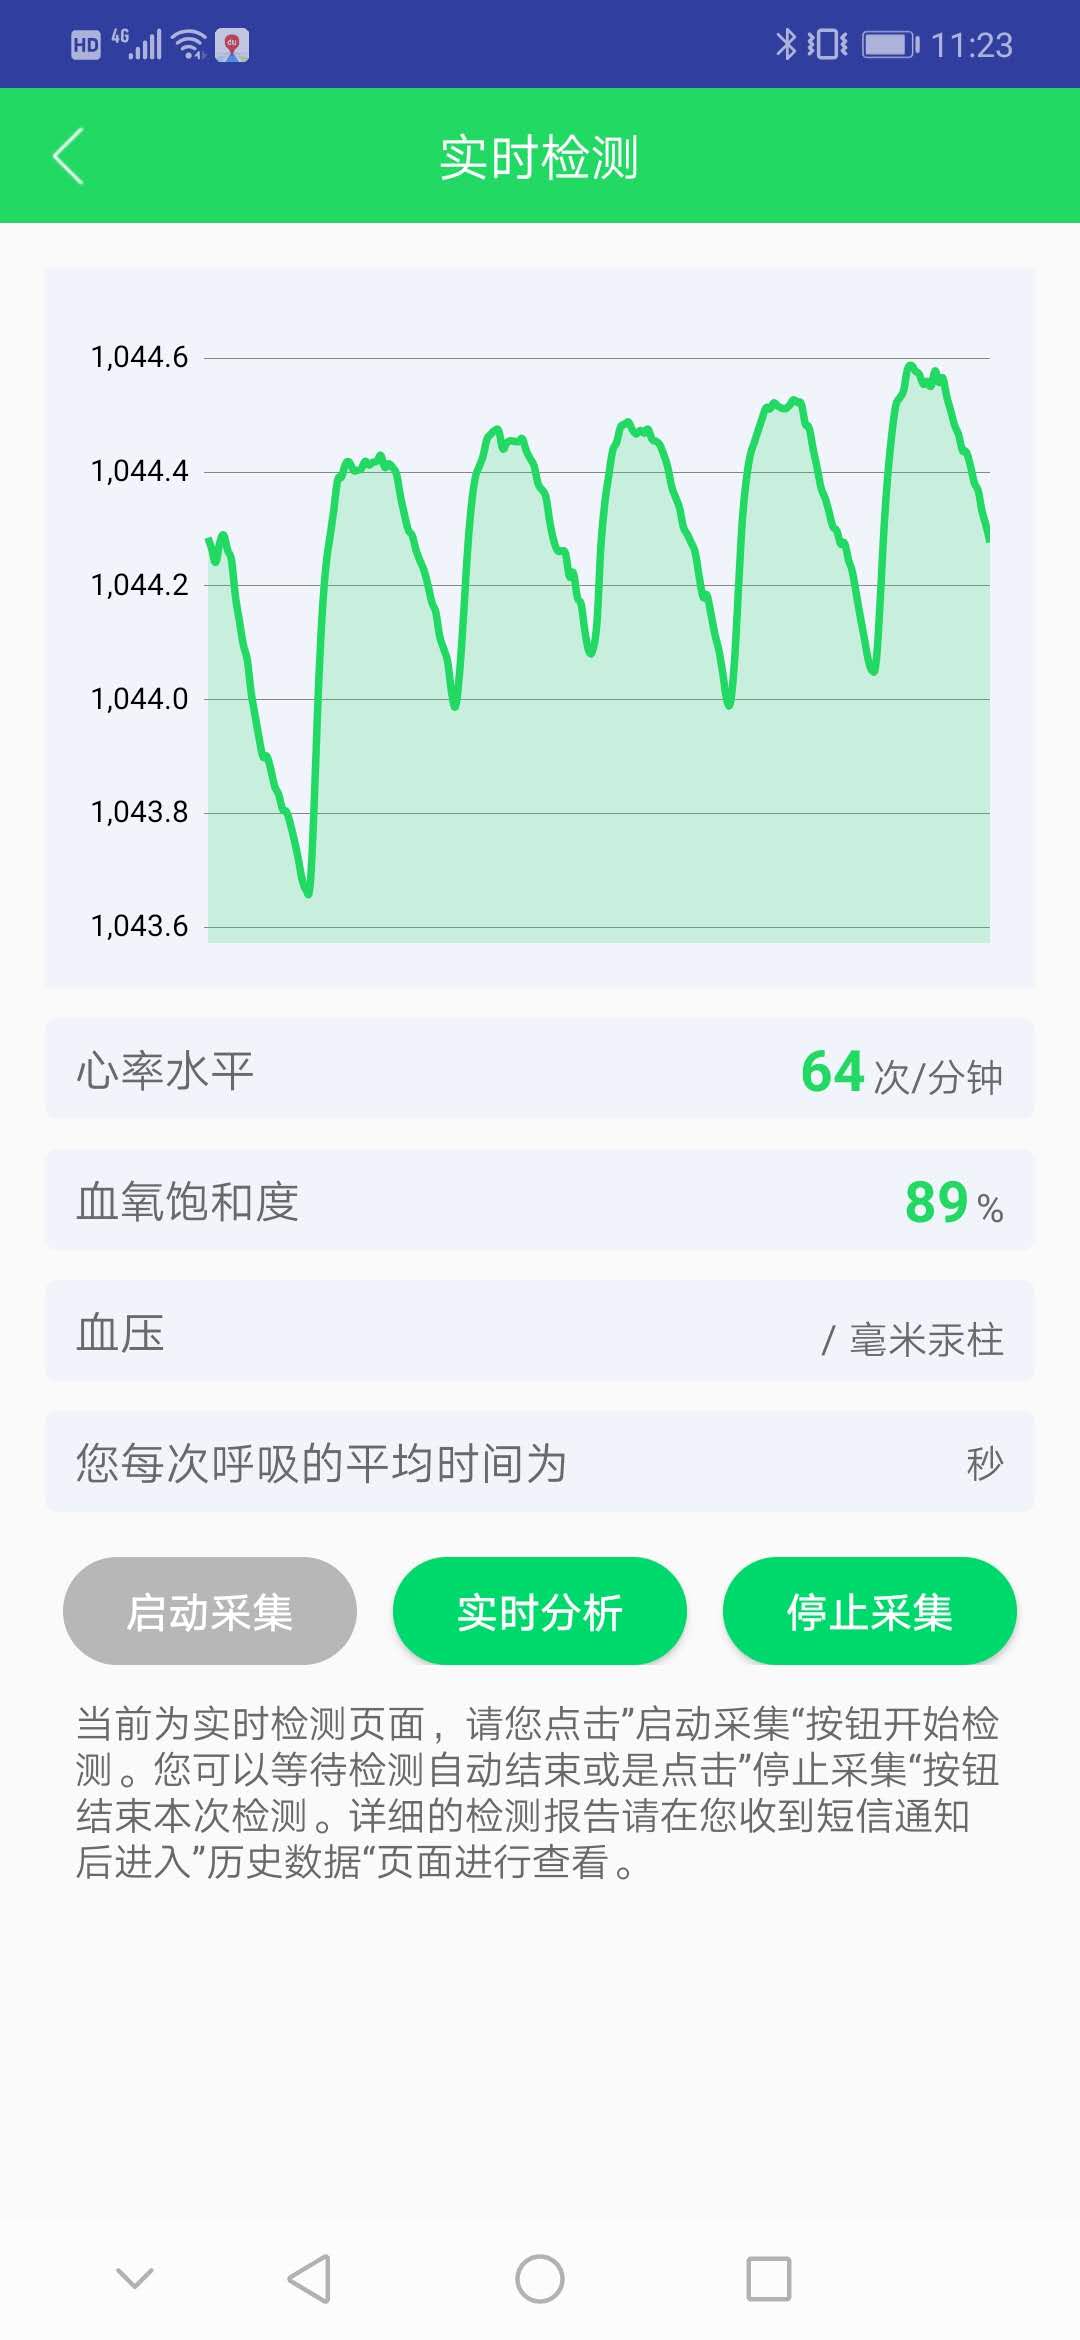 HD 4G 11:23
实时检测
1,044.6
1,044.4
1,044.2
1,044.0
1,043.8
1,043.6
心率水平 64 次/分钟
血氧饱和度 89 %
血压 / 毫米汞柱
您每次呼吸的平均时间为 秒
启动采集 实时分析 停止采集
当前为实时检测页面，请您点击”启动采集“按钮开始检
测。您可以等待检测自动结束或是点击”停止采集“按钮
结束本次检测。详细的检测报告请在您收到短信通知
后进入”历史数据“页面进行查看。